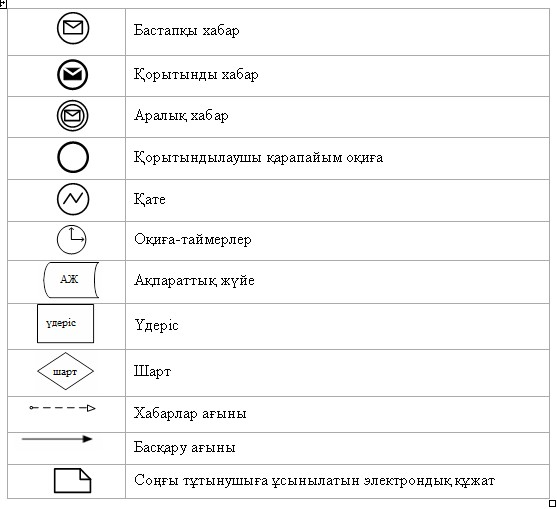 Бастапқы хабар
Қорытынды хабар
Аралық хабар
Қорытындылаушы қарапайым оқиға
Қате
Оқиға-таймерлер
АЖ Ақпараттық жүйе
үдеріс Үдеріс
шарт Шарт
Хабарлар ағыны
Басқару ағыны
Соңғы тұтынушыға ұсынылатын электрондық құжат